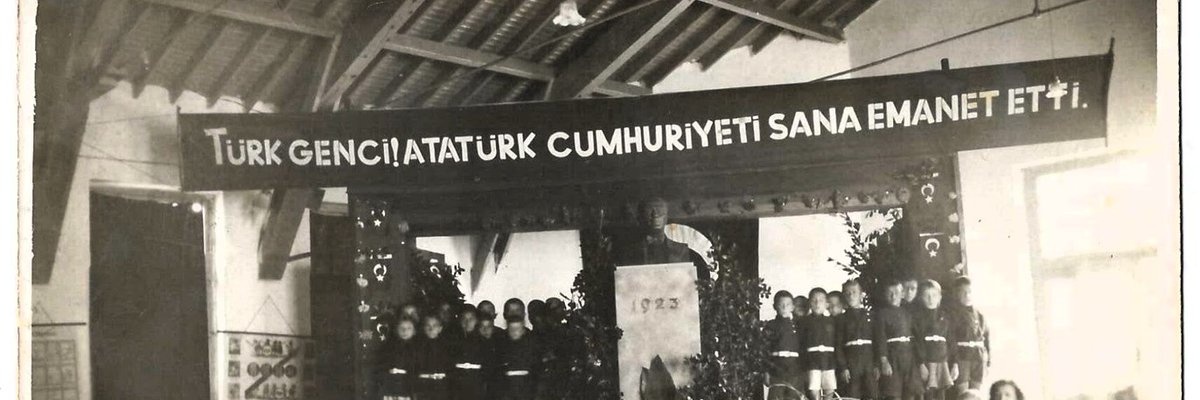 TÜRK GENCİ! ATATÜRK CUMHURİYETİ SANA EMANET ETTİ.
1923